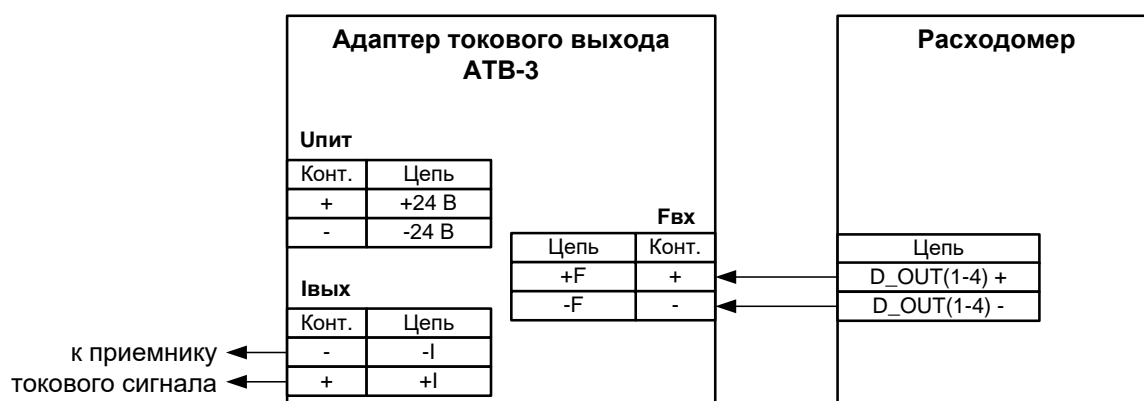 Адаптер токового выхода
АТВ-3
Расходомер
Uпит
Конт. Цепь
+ +24 В
- -24 В
Fвх
Цепь Конт.
+F +
-F -
Цепь
D_OUT(1-4) +
D_OUT(1-4) -
Iвых
Конт. Цепь
- -I
+ +I
к приемнику
токового сигнала